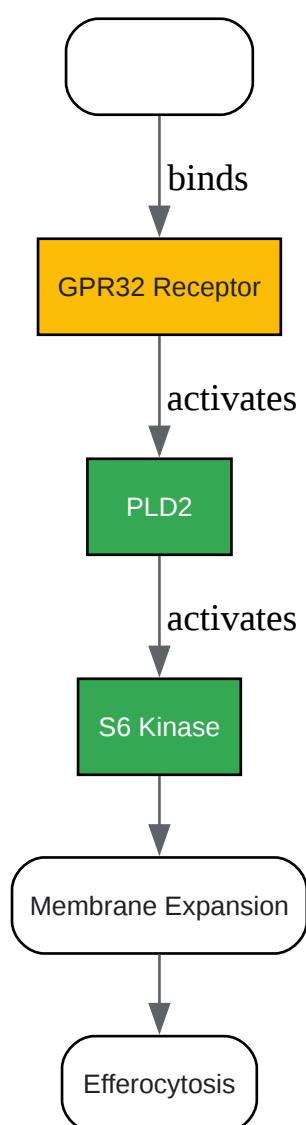 binds
GPR32 Receptor
activates
PLD2
activates
S6 Kinase
Membrane Expansion
Efferocytosis